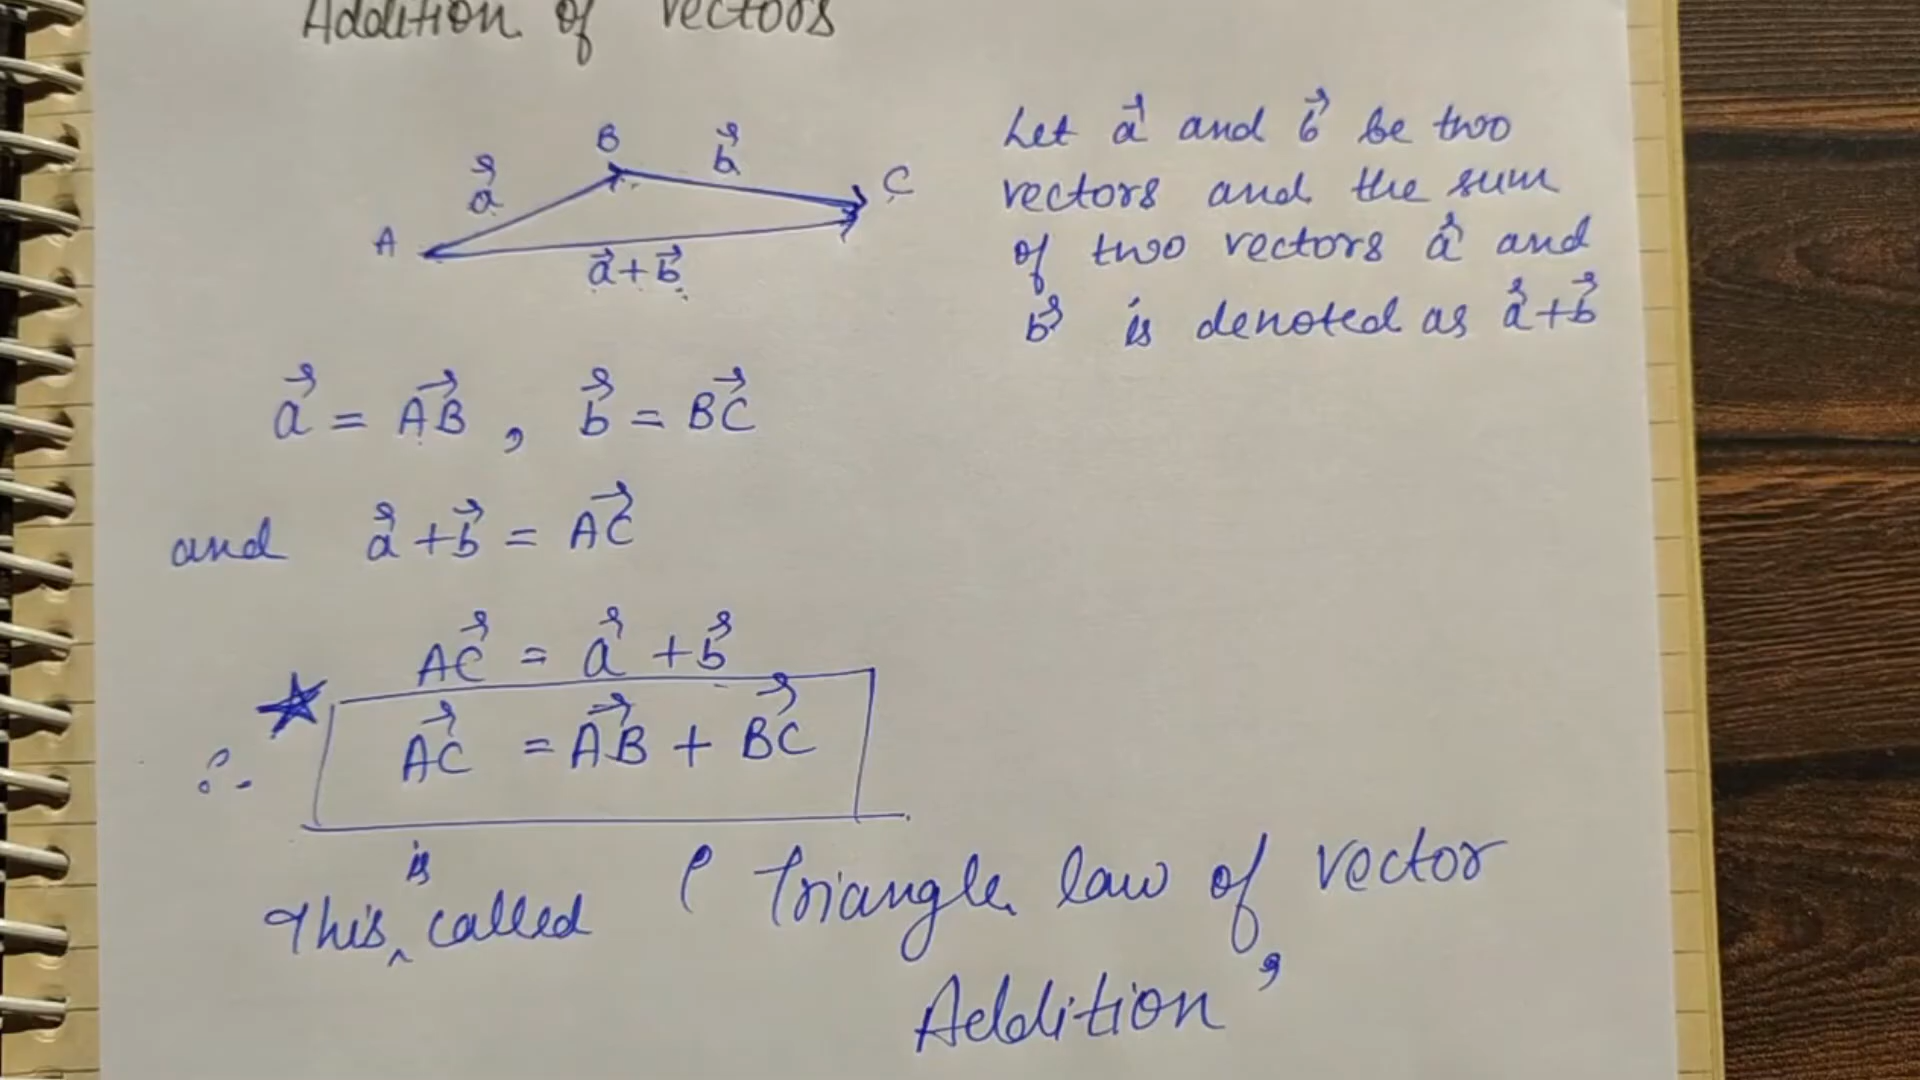 Addition of vectors
B b⃗
a⃗ C
A
a⃗+b⃗
Let a⃗ and b⃗ be two
vectors and the sum
of two vectors a⃗ and
b⃗ is denoted as a⃗+b⃗
a⃗ = AB⃗ , b⃗ = BC⃗
and a⃗+b⃗ = AC⃗
AC⃗ = a⃗ + b⃗
∴ ★ AC⃗ = AB⃗ + BC⃗
This is called ‘ Triangle law of vector
Addition ’